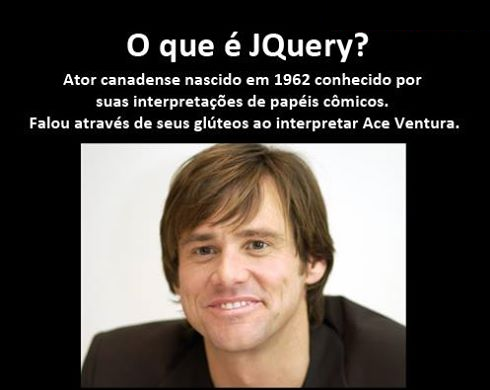 O que é JQuery?
Ator canadense nascido em 1962 conhecido por
suas interpretações de papéis cômicos.
Falou através de seus glúteos ao interpretar Ace Ventura.